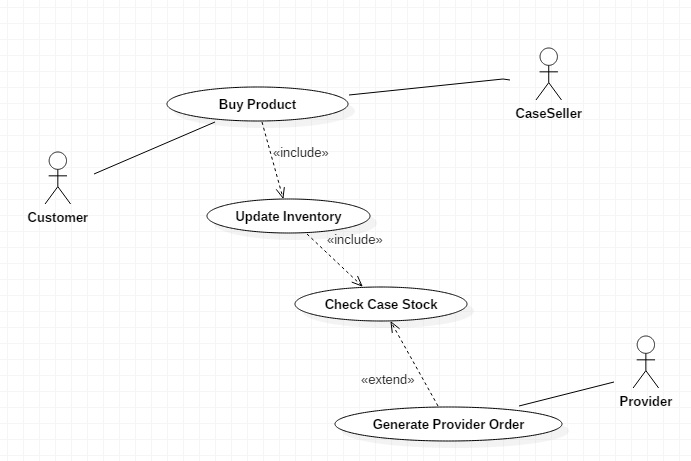 CaseSeller
Buy Product
«include»
Customer
Update Inventory
«include»
Check Case Stock
«extend»
Provider
Generate Provider Order